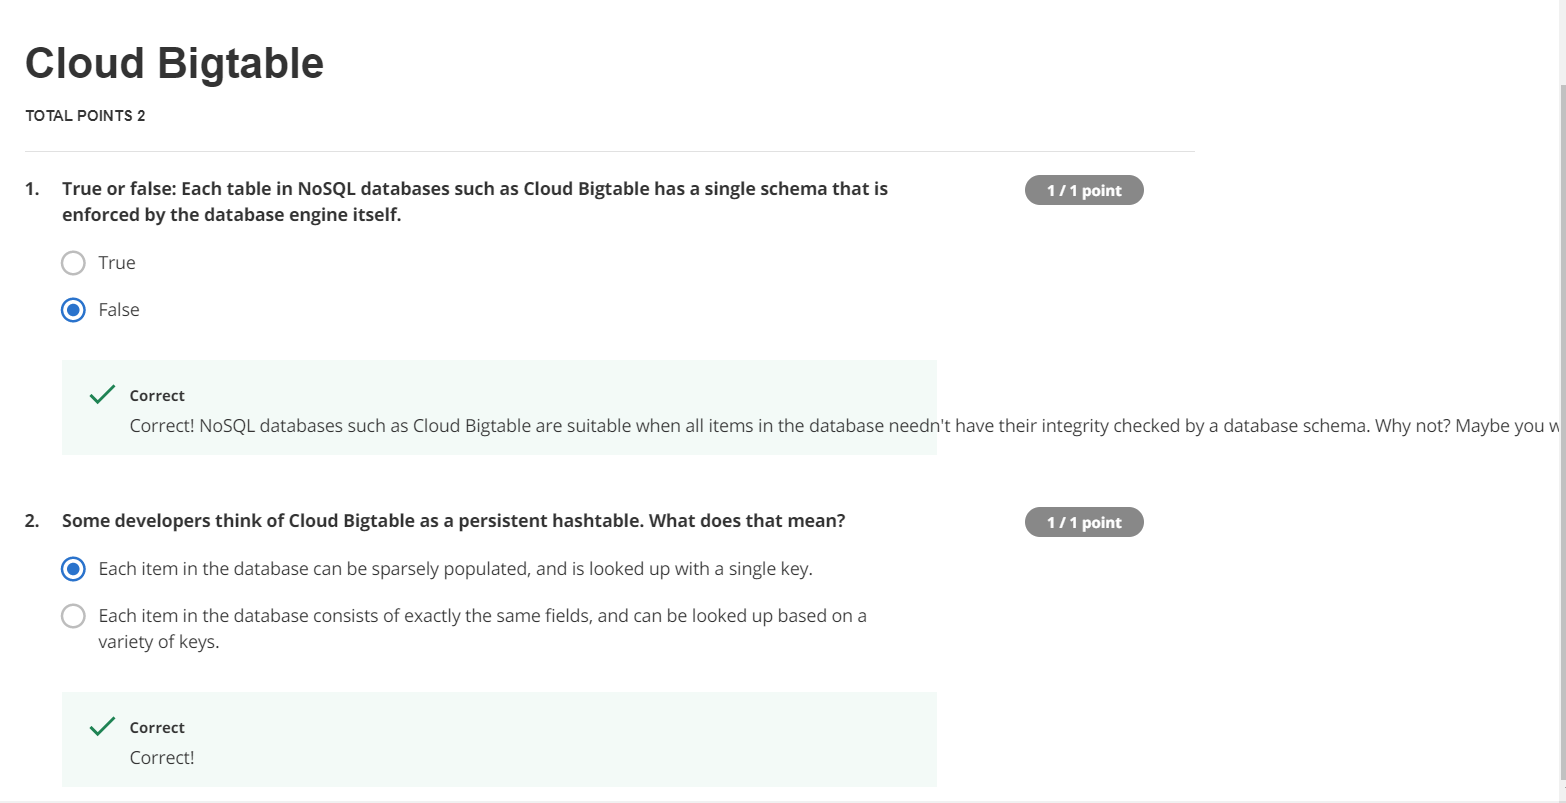 Cloud Bigtable
TOTAL POINTS 2
1. True or false: Each table in NoSQL databases such as Cloud Bigtable has a single schema that is
enforced by the database engine itself.
1 / 1 point
True
False
Correct
Correct! NoSQL databases such as Cloud Bigtable are suitable when all items in the database needn't have their integrity checked by a database schema. Why not? Maybe you
2. Some developers think of Cloud Bigtable as a persistent hashtable. What does that mean?
1 / 1 point
Each item in the database can be sparsely populated, and is looked up with a single key.
Each item in the database consists of exactly the same fields, and can be looked up based on a
variety of keys.
Correct
Correct!